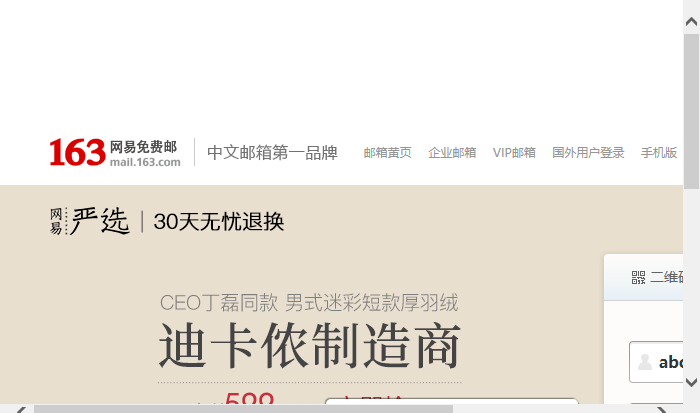 163 网易免费邮
mail.163.com
中文邮箱第一品牌
邮箱黄页 企业邮箱 VIP邮箱 国外用户登录 手机版
网易严选 30天无忧退换
二维码
CEO丁磊同款 男式迷彩短款厚羽绒
迪卡侬制造商
abc
599